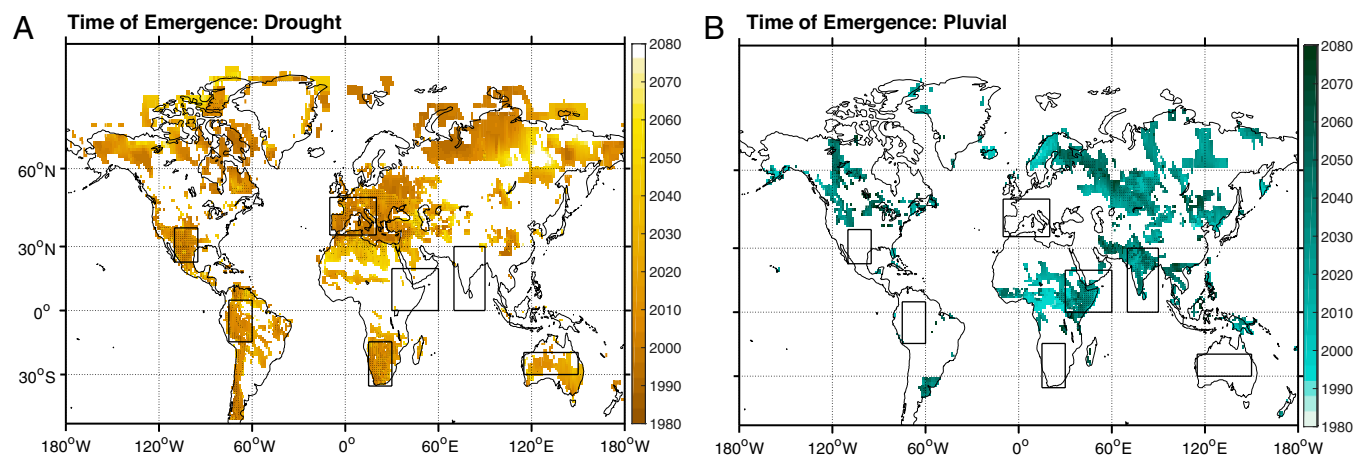 A
Time of Emergence: Drought
60°N
30°N
0°
30°S
180°W
120°W
60°W
0°
60°E
120°E
180°W
2080
2070
2060
2050
2040
2030
2020
2010
2000
1990
1980
B
Time of Emergence: Pluvial
180°W
120°W
60°W
0°
60°E
120°E
180°W
2080
2070
2060
2050
2040
2030
2020
2010
2000
1990
1980